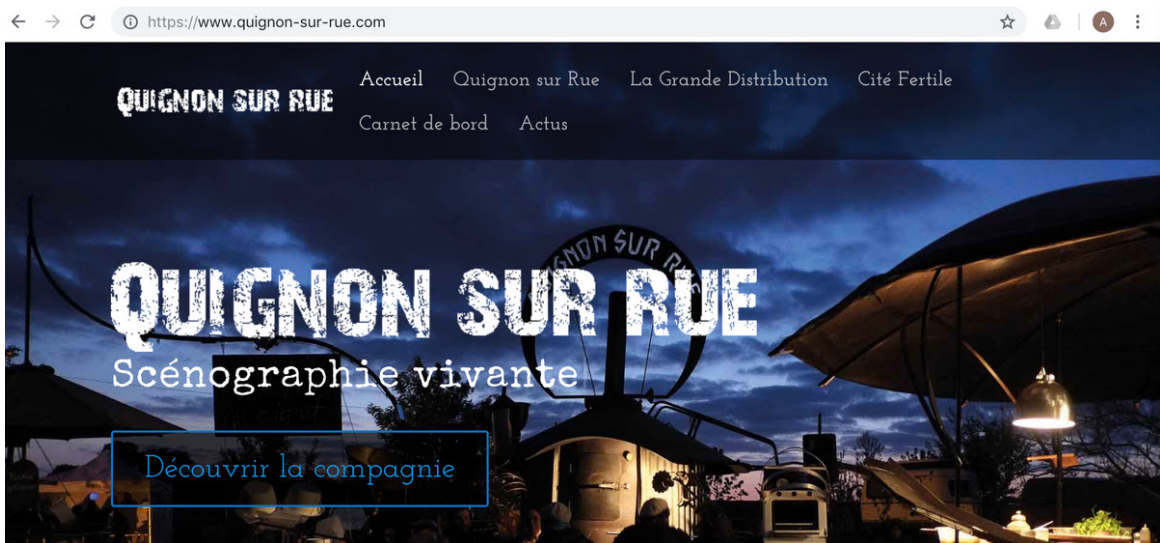 https://www.quignon-sur-rue.com
A
QUIGNON SUR RUE
Accueil Quignon sur Rue La Grande Distribution Cité Fertile
Carnet de bord Actus
QUIGNON SUR RUE
QUIGNON SUR RUE
Scénographie vivante
Découvrir la compagnie